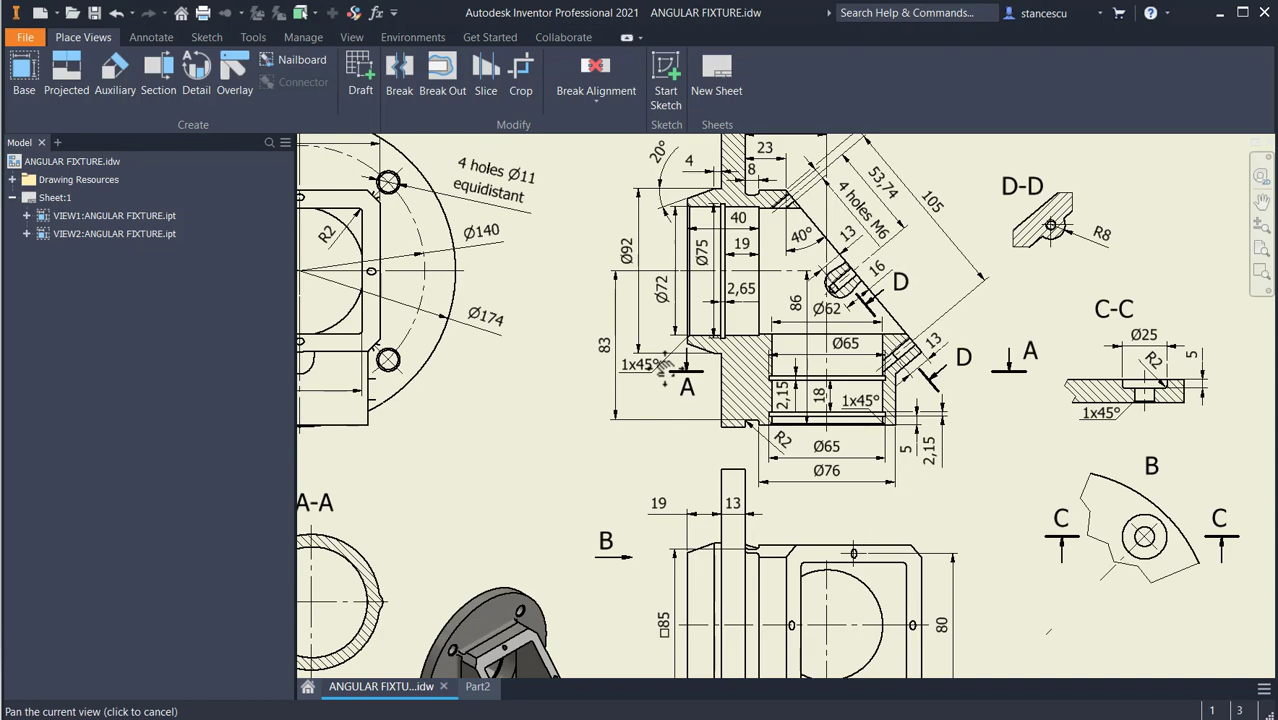 fx
Autodesk Inventor Professional 2021 ANGULAR FIXTURE.idw
Search Help & Commands...
stancescu
File
Place Views
Annotate
Sketch
Tools
Manage
View
Environments
Get Started
Collaborate
Base
Projected
Auxiliary
Section
Detail
Overlay
Nailboard
Connector
Draft
Break
Break Out
Slice
Crop
Break Alignment
Start
Sketch
New Sheet
Create
Modify
Sketch
Sheets
Model
ANGULAR FIXTURE.idw
Drawing Resources
Sheet:1
VIEW1:ANGULAR FIXTURE.ipt
VIEW2:ANGULAR FIXTURE.ipt
4 holes Ø11
equidistant
R2
Ø140
Ø174
A-A
20°
4
8
23
53,74
105
4 holes M6
40
19
40°
13
16
Ø92
Ø75
Ø72
2,65
86
Ø62
D
83
1x45°
A
Ø65
13
D
A
2,15
18
1x45°
R2
5
2,15
Ø65
Ø76
D-D
R8
C-C
Ø25
R2
5
1x45°
B
C
C
19
13
B
□85
80
ANGULAR FIXTU...idw
Part2
Pan the current view (click to cancel)
1
3